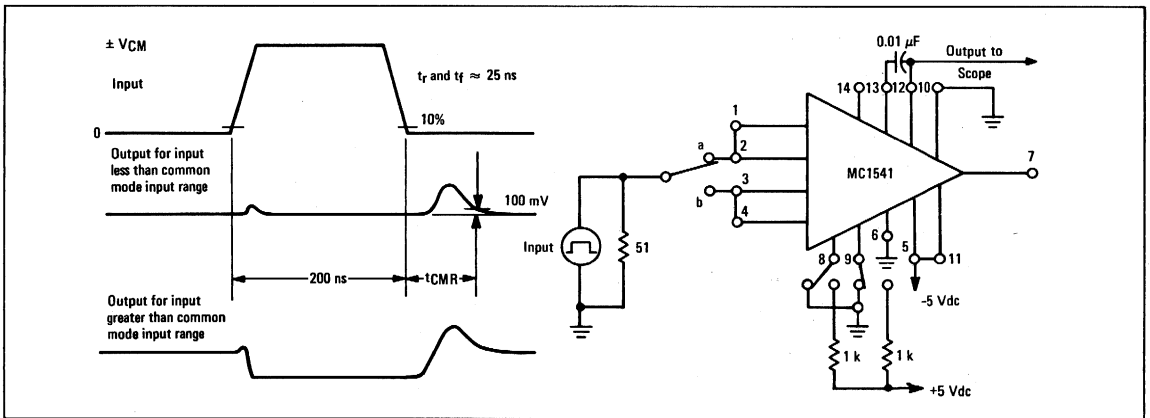 ± VCM
Input
tr and tf ≈ 25 ns
10%
0
Output for input
less than common
mode input range
100 mV
200 ns
tCMR
Output for input
greater than common
mode input range
0.01 μF
Output to
Scope
14
13
12
10
1
a
2
3
b
4
MC1541
7
Input
51
6
8
9
5
11
-5 Vdc
1 k
1 k
+5 Vdc